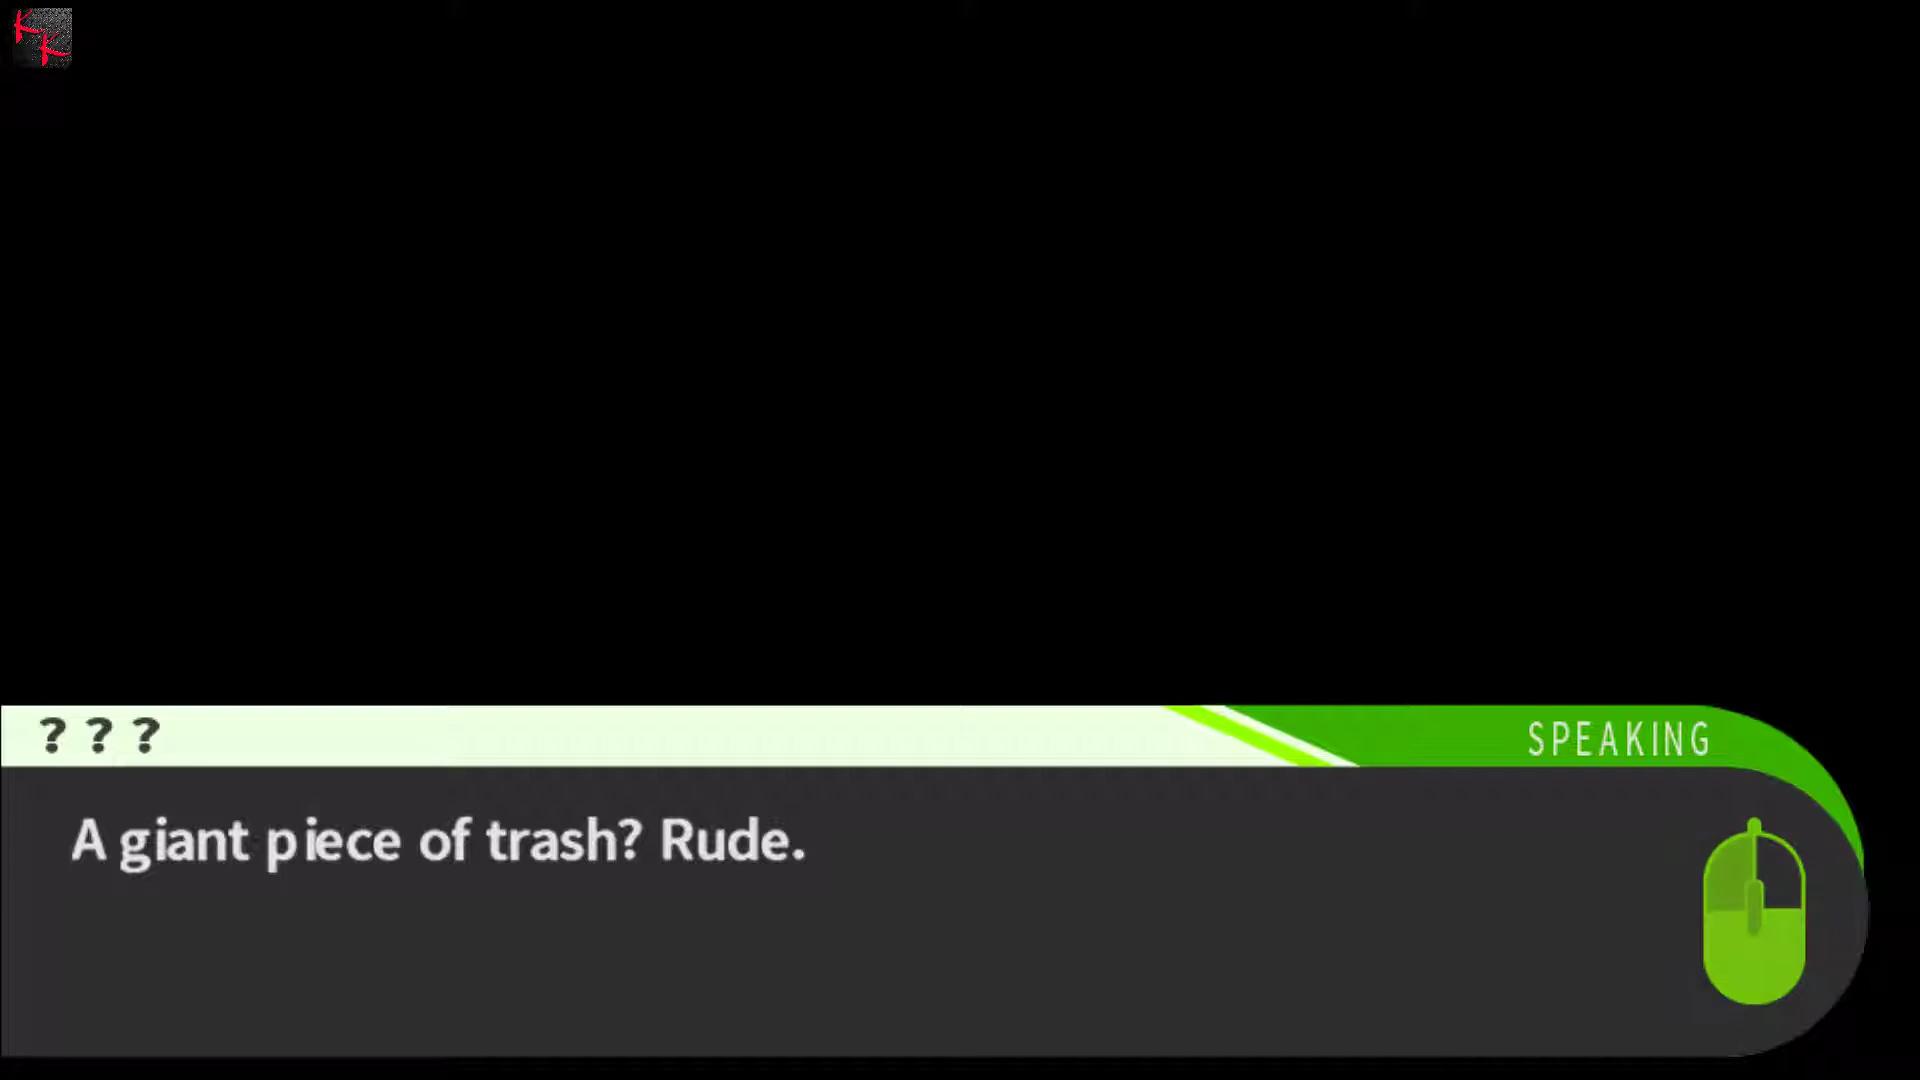 K
K
? ? ?
SPEAKING
A giant piece of trash? Rude.